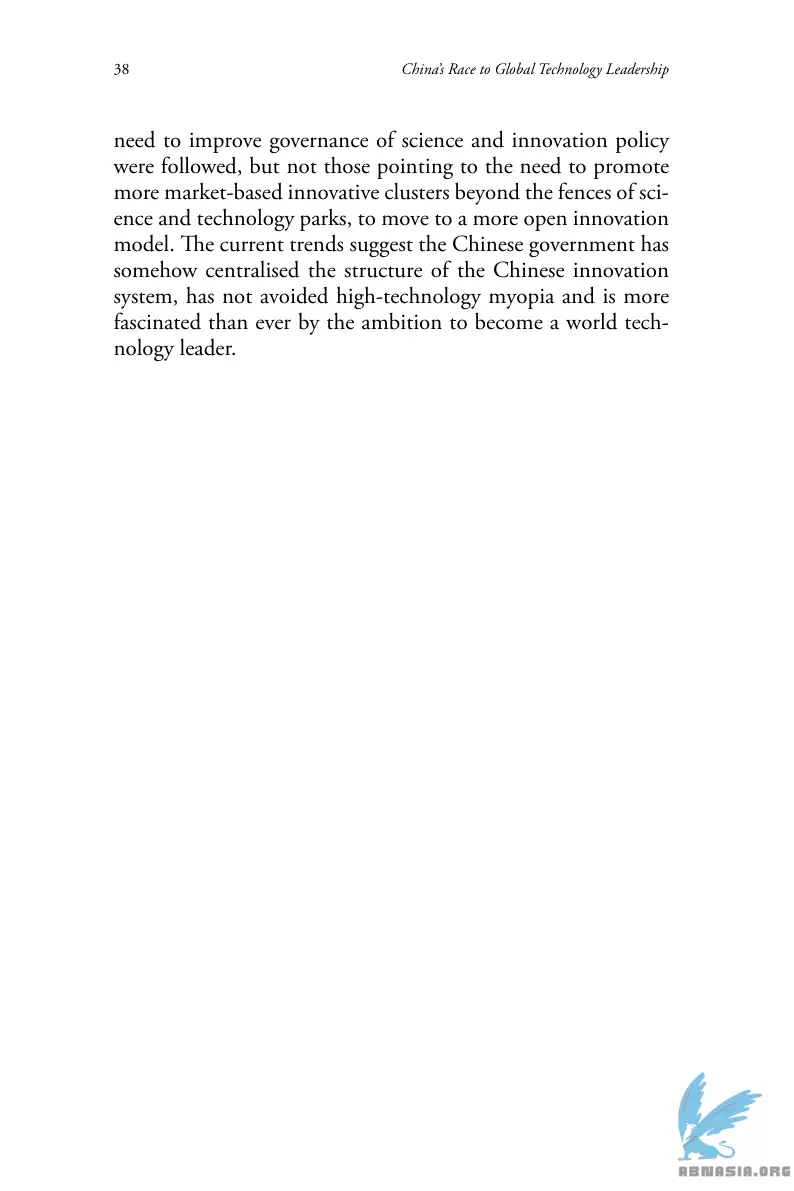 38
China's Race to Global Technology Leadership
need to improve governance of science and innovation policy
were followed, but not those pointing to the need to promote
more market-based innovative clusters beyond the fences of sci-
ence and technology parks, to move to a more open innovation
model. The current trends suggest the Chinese government has
somehow centralised the structure of the Chinese innovation
system, has not avoided high-technology myopia and is more
fascinated than ever by the ambition to become a world tech-
nology leader.
ABNASIA.ORG